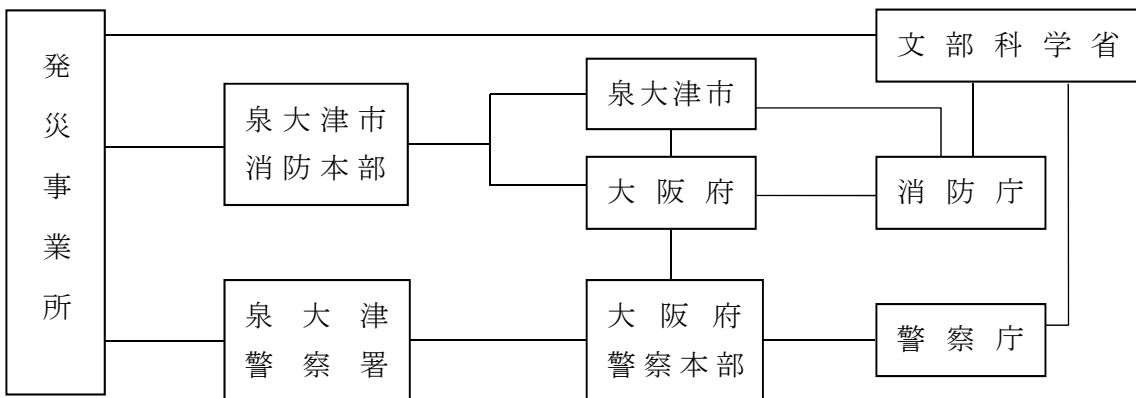 発災事業所
文部科学省
泉大津市
消防本部
泉大津市
大阪府
消防庁
泉大津
警察署
大阪府
警察本部
警察庁